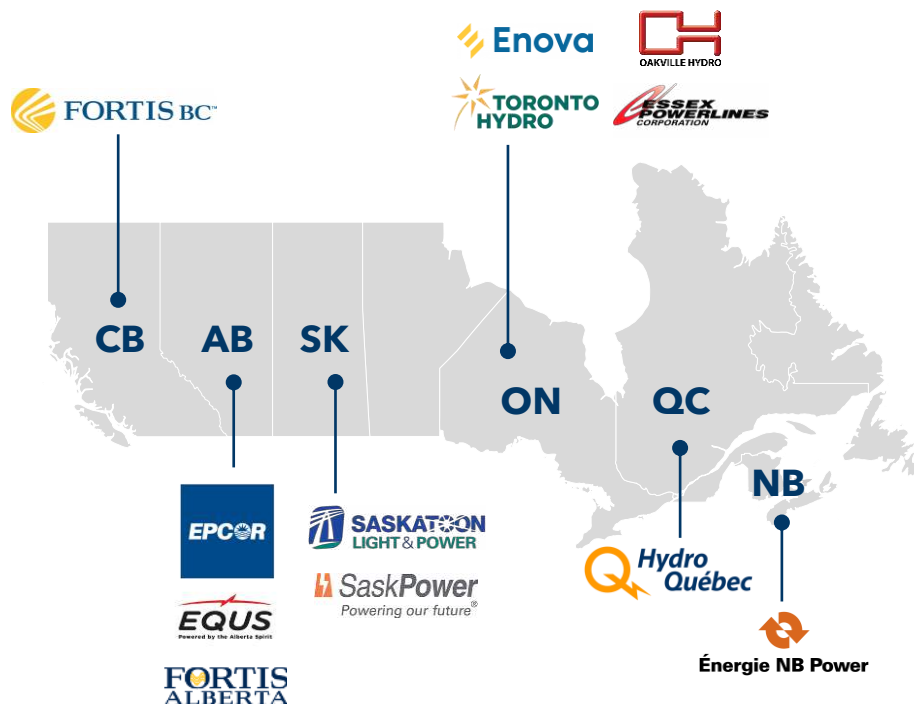 Enova
OAKVILLE HYDRO
FORTIS BC™
TORONTO
HYDRO
ESSEX
POWERLINES
CORPORATION
CB
AB
SK
ON
QC
NB
EPCOR
SASKATOON
LIGHT & POWER
Hydro
Québec
SaskPower
Powering our future®
EQUS
Powered by the Alberta Spirit
Énergie NB Power
FORTIS
ALBERTA